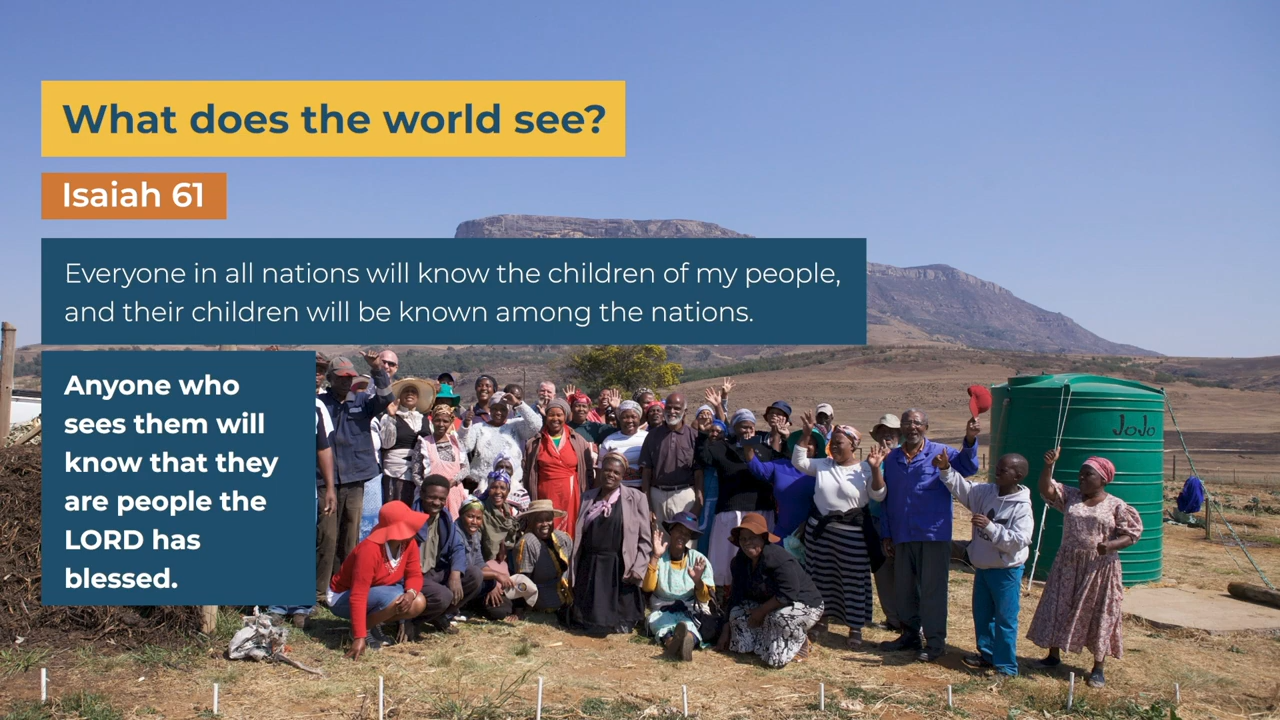 What does the world see?
Isaiah 61
Everyone in all nations will know the children of my people,
and their children will be known among the nations.
Anyone who
sees them will
know that they
are people the
LORD has
blessed.
JoJo